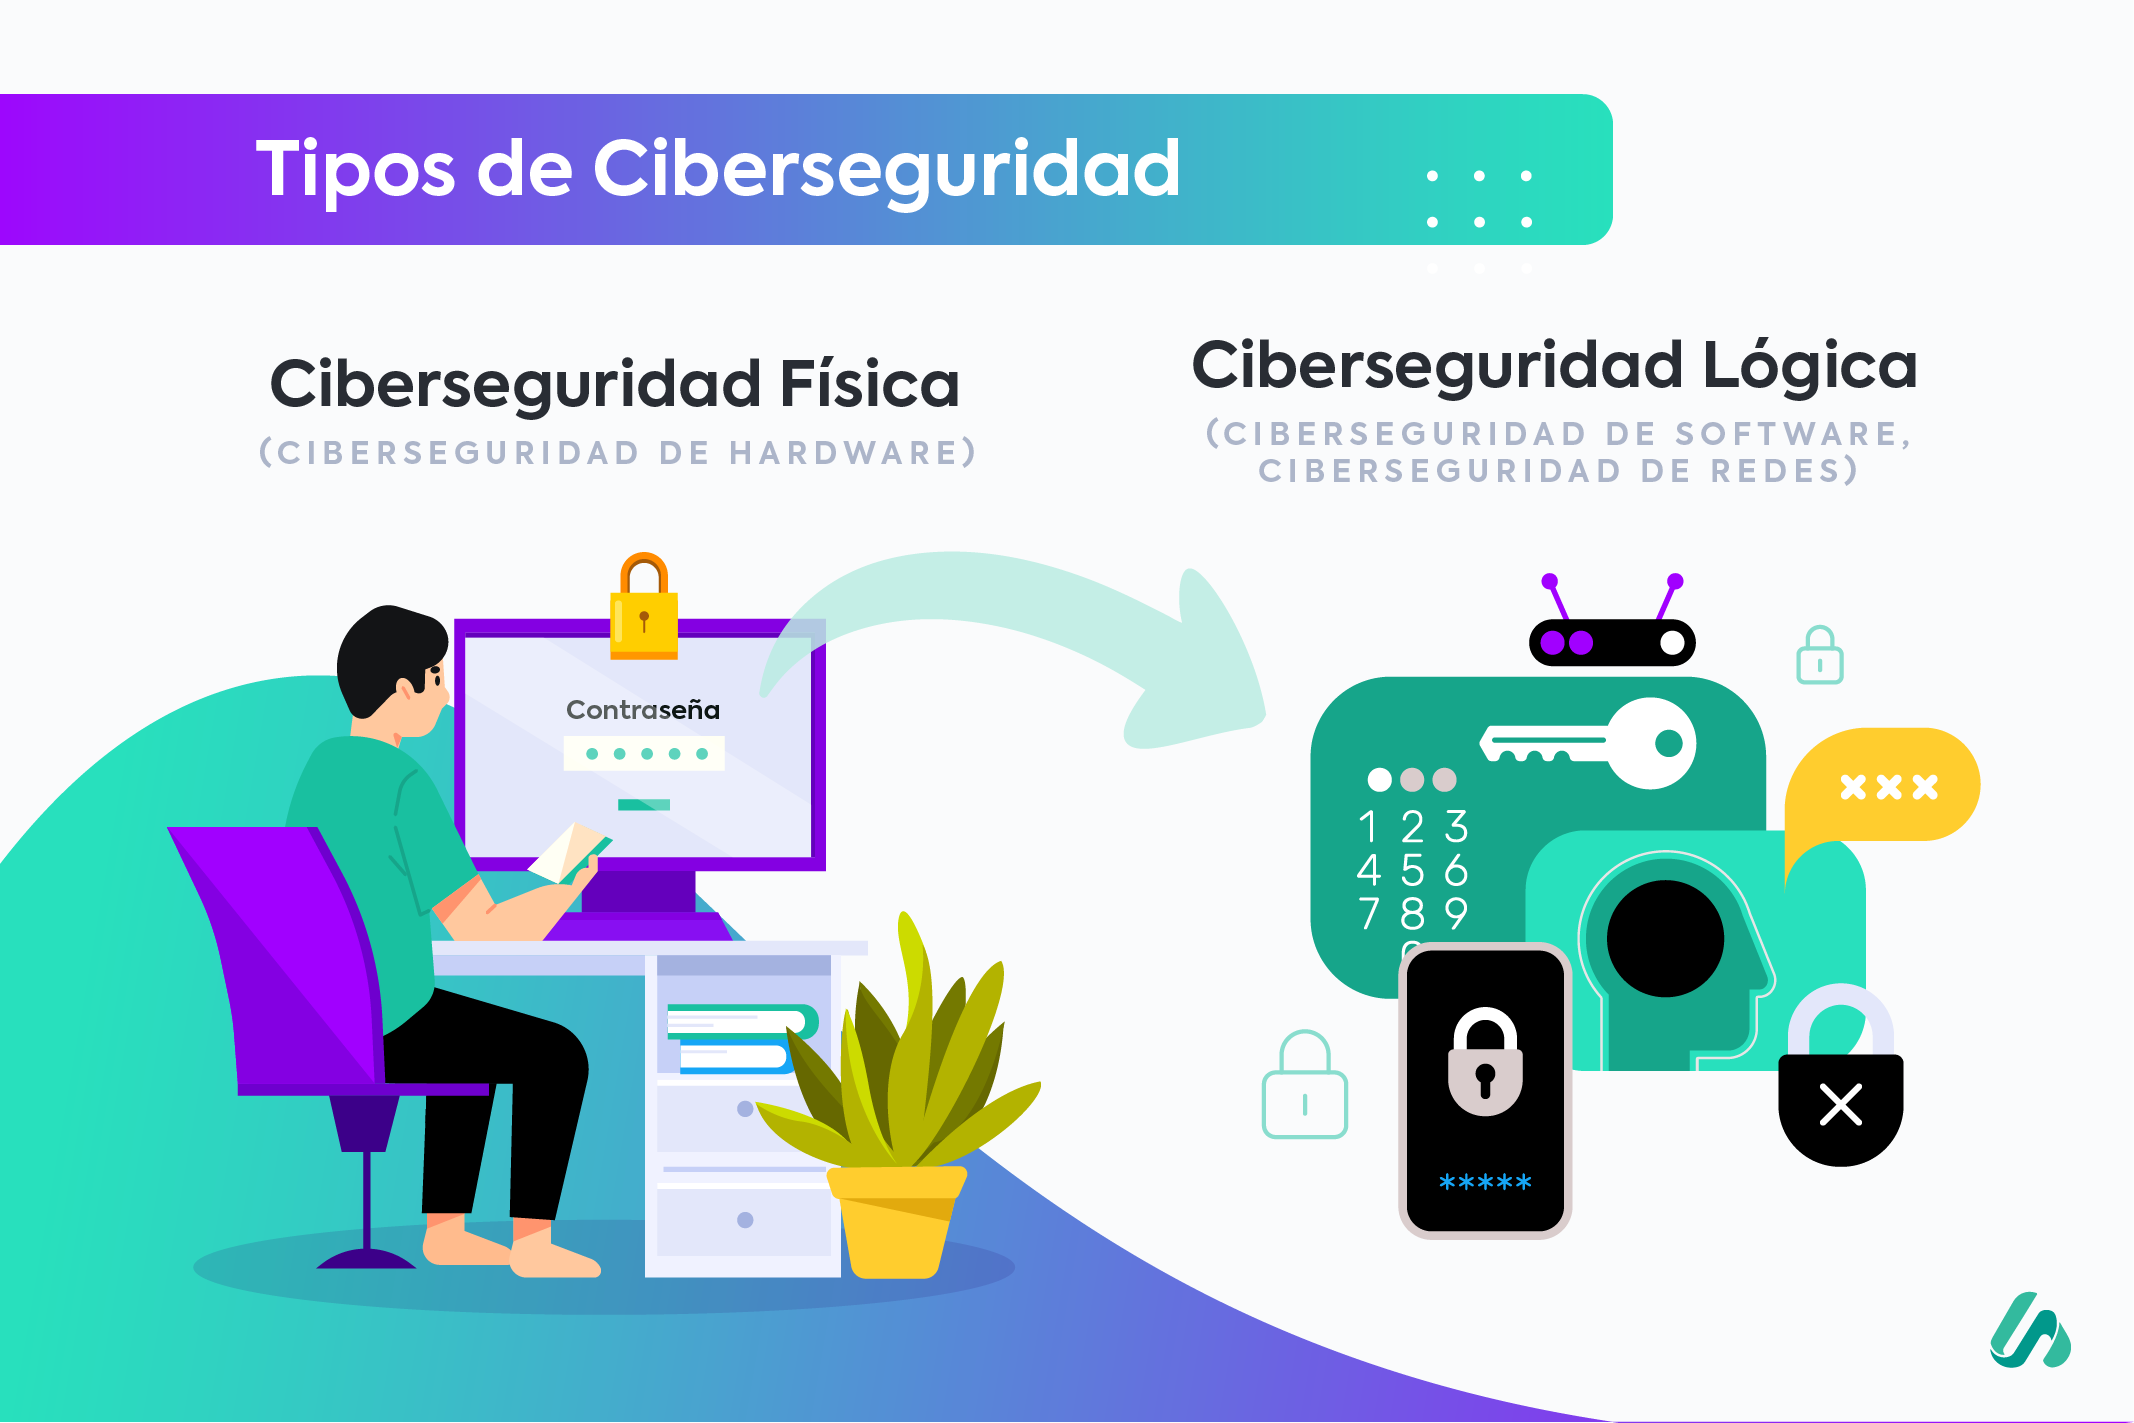 Tipos de Ciberseguridad
Ciberseguridad Física
(CIBERSEGURIDAD DE HARDWARE)
Ciberseguridad Lógica
(CIBERSEGURIDAD DE SOFTWARE,
CIBERSEGURIDAD DE REDES)
Contraseña
1 2 3
4 5 6
7 8 9
*****